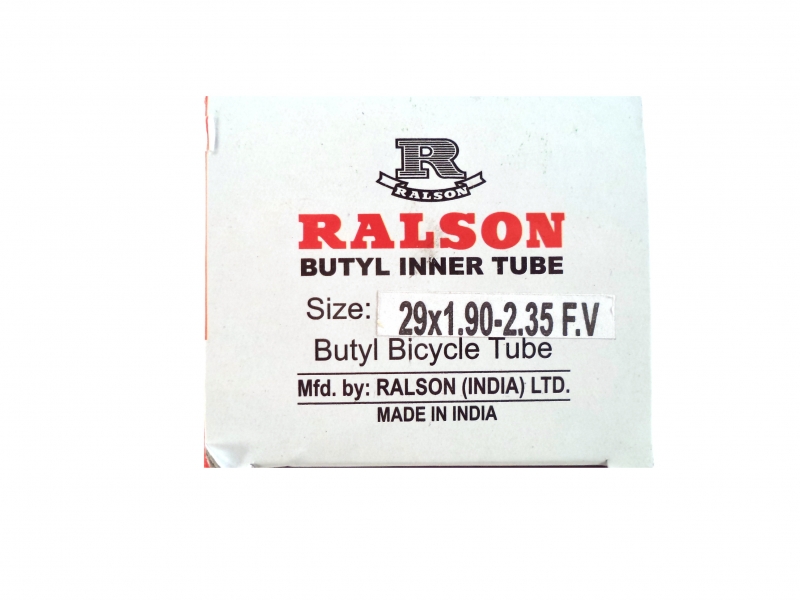 R
RALSON
RALSON
BUTYL INNER TUBE
Size: 29x1.90-2.35 F.V
Butyl Bicycle Tube
Mfd. by: RALSON (INDIA) LTD.
MADE IN INDIA